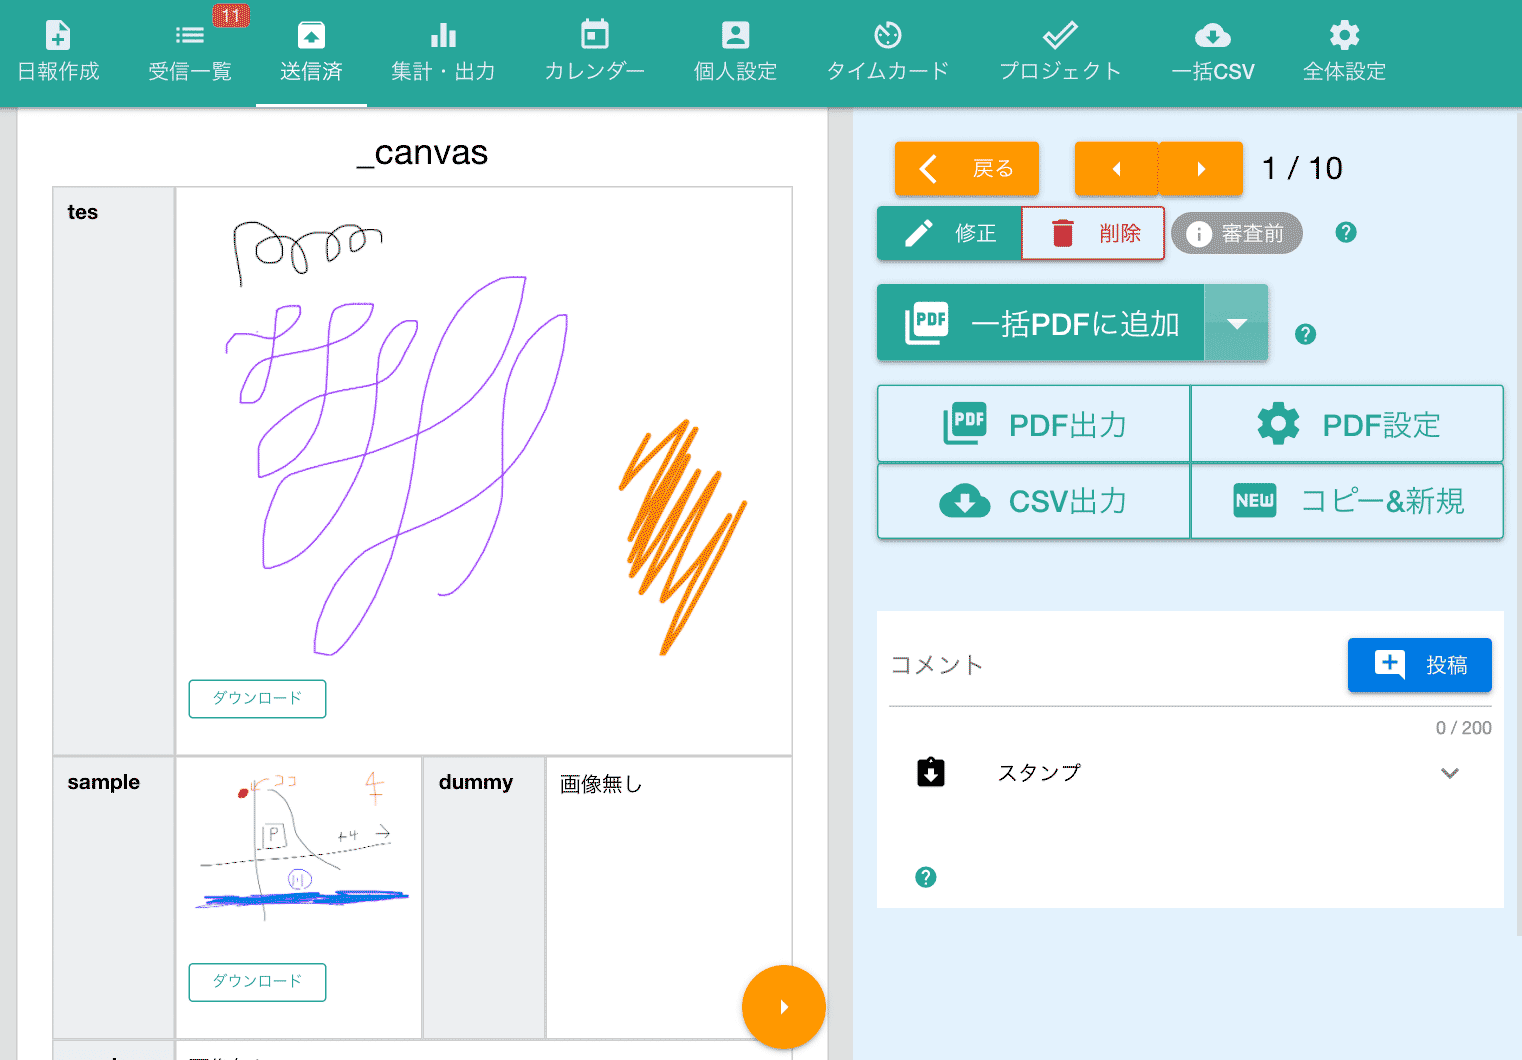 11
日報作成
受信一覧
送信済
集計・出力
カレンダー
個人設定
タイムカード
プロジェクト
一括CSV
全体設定
_canvas
tes
ダウンロード
sample
ココ
P
+4
川
ダウンロード
dummy
画像無し
戻る
1 / 10
修正
削除
審査前
PDF 一括PDFに追加
PDF PDF出力
PDF設定
CSV出力
NEW コピー&新規
コメント
投稿
0 / 200
スタンプ